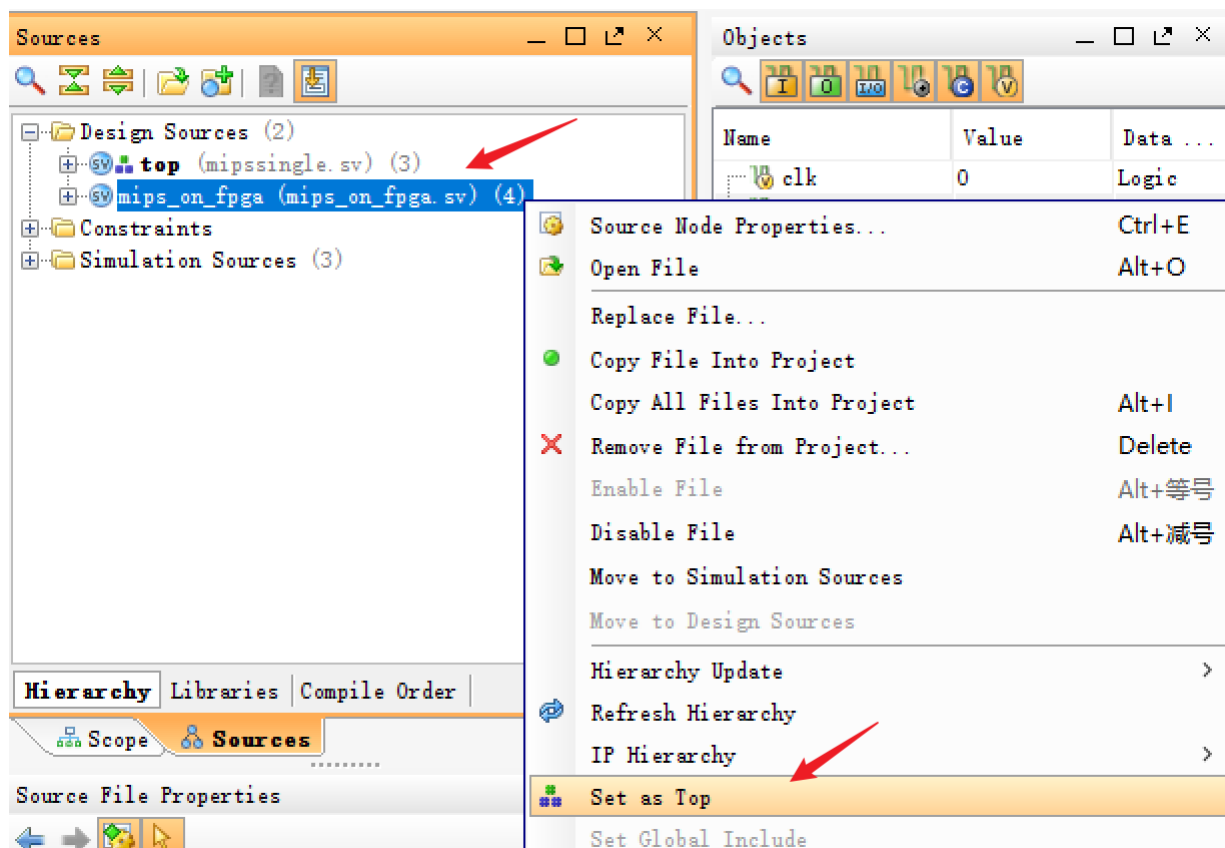 Sources
Objects
Design Sources (2)
top (mipssingle.sv) (3)
mips_on_fpga (mips_on_fpga.sv) (4)
Constraints
Simulation Sources (3)
Name Value Data ...
clk 0 Logic
Source Node Properties... Ctrl+E
Open File Alt+O
Replace File...
Copy File Into Project
Copy All Files Into Project Alt+I
Remove File from Project... Delete
Enable File Alt+等号
Disable File Alt+减号
Move to Simulation Sources
Move to Design Sources
Hierarchy Update
Refresh Hierarchy
IP Hierarchy
Set as Top
Set Global Include
Hierarchy Libraries Compile Order
Scope Sources
Source File Properties